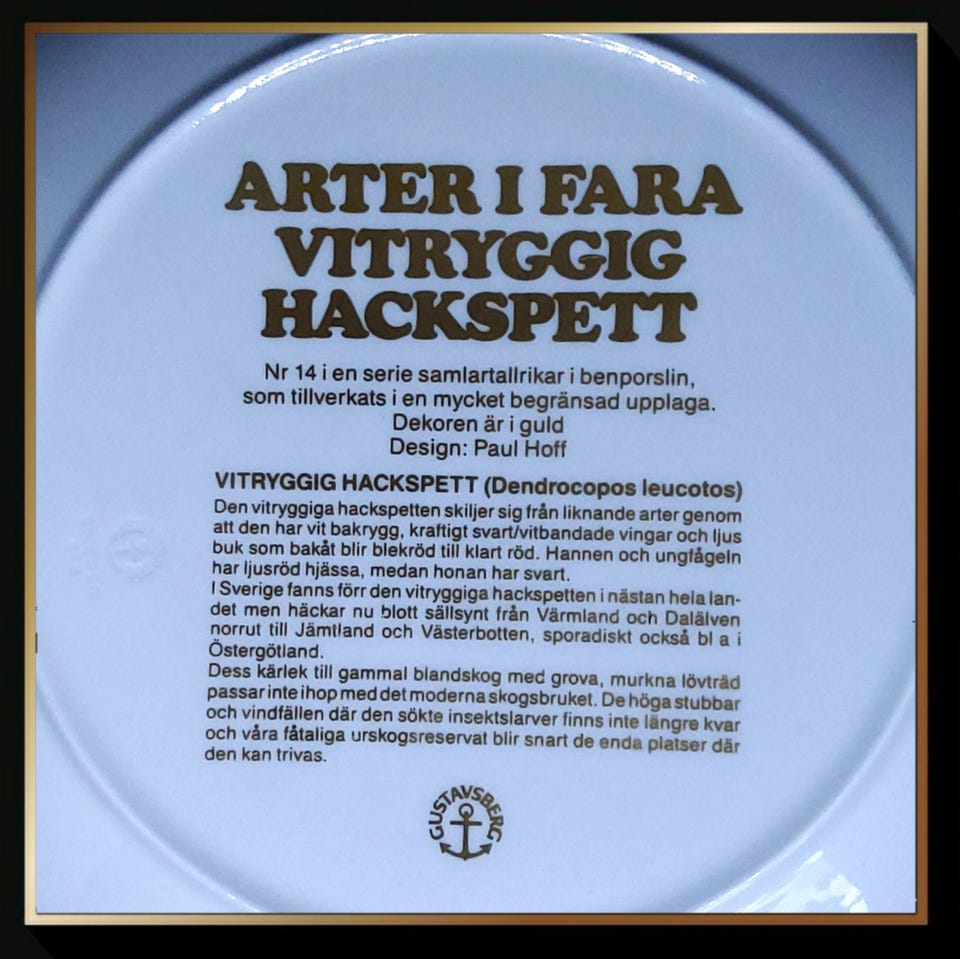 ARTER I FARA
VITRYGGIG
HACKSPETT
Nr 14 i en serie samlartallrikar i benporslin,
som tillverkats i en mycket begränsad upplaga.
Dekoren är i guld
Design: Paul Hoff
VITRYGGIG HACKSPETT (Dendrocopos leucotos)
Den vitryggiga hackspetten skiljer sig från liknande arter genom
att den har vit bakrygg, kraftigt svart/vitbandade vingar och ljus
buk som bakåt blir blekröd till klart röd. Hannen och ungfågeln
har ljusröd hjässa, medan honan har svart.
I Sverige fanns förr den vitryggiga hackspetten i nästan hela lan-
det men häckar nu blott sällsynt från Värmland och Dalälven
norrut till Jämtland och Västerbotten, sporadiskt också bl a i
Östergötland.
Dess kärlek till gammal blandskog med grova, murkna lövträd
passar inte ihop med det moderna skogsbruket. De höga stubbar
och vindfällen där den sökte insektslarver finns inte längre kvar
och våra fåtaliga urskogsreservat blir snart de enda platser där
den kan trivas.
GUSTAVSBERG